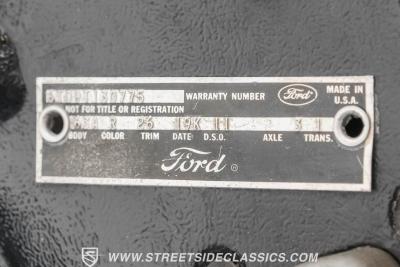 WARRANTY NUMBER
Ford
MADE IN
U.S.A.
NOT FOR TITLE OR REGISTRATION
BODY COLOR TRIM DATE D.S.O. AXLE TRANS.
Ford ®
WWW.STREETSIDECLASSICS.COM